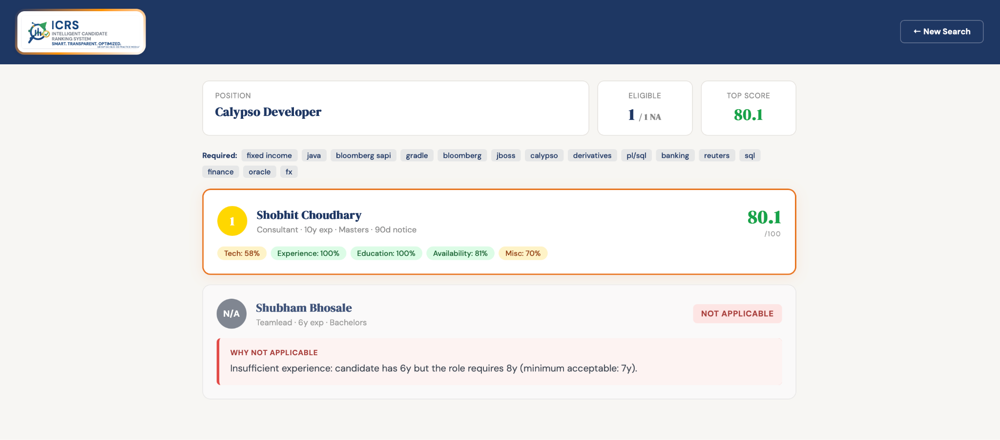 ICRS
INTELLIGENT CANDIDATE
RANKING SYSTEM
SMART. TRANSPARENT. OPTIMIZED.
← New Search
POSITION
Calypso Developer
ELIGIBLE
1 / 1 NA
TOP SCORE
80.1
Required: fixed income java bloomberg sapi gradle bloomberg jboss calypso derivatives pl/sql banking reuters sql
finance oracle fx
1
Shobhit Choudhary
Consultant · 10y exp · Masters · 90d notice
80.1
/100
Tech: 58% Experience: 100% Education: 100% Availability: 81% Misc: 70%
N/A
Shubham Bhosale
Teamlead · 6y exp · Bachelors
NOT APPLICABLE
WHY NOT APPLICABLE
Insufficient experience: candidate has 6y but the role requires 8y (minimum acceptable: 7y).